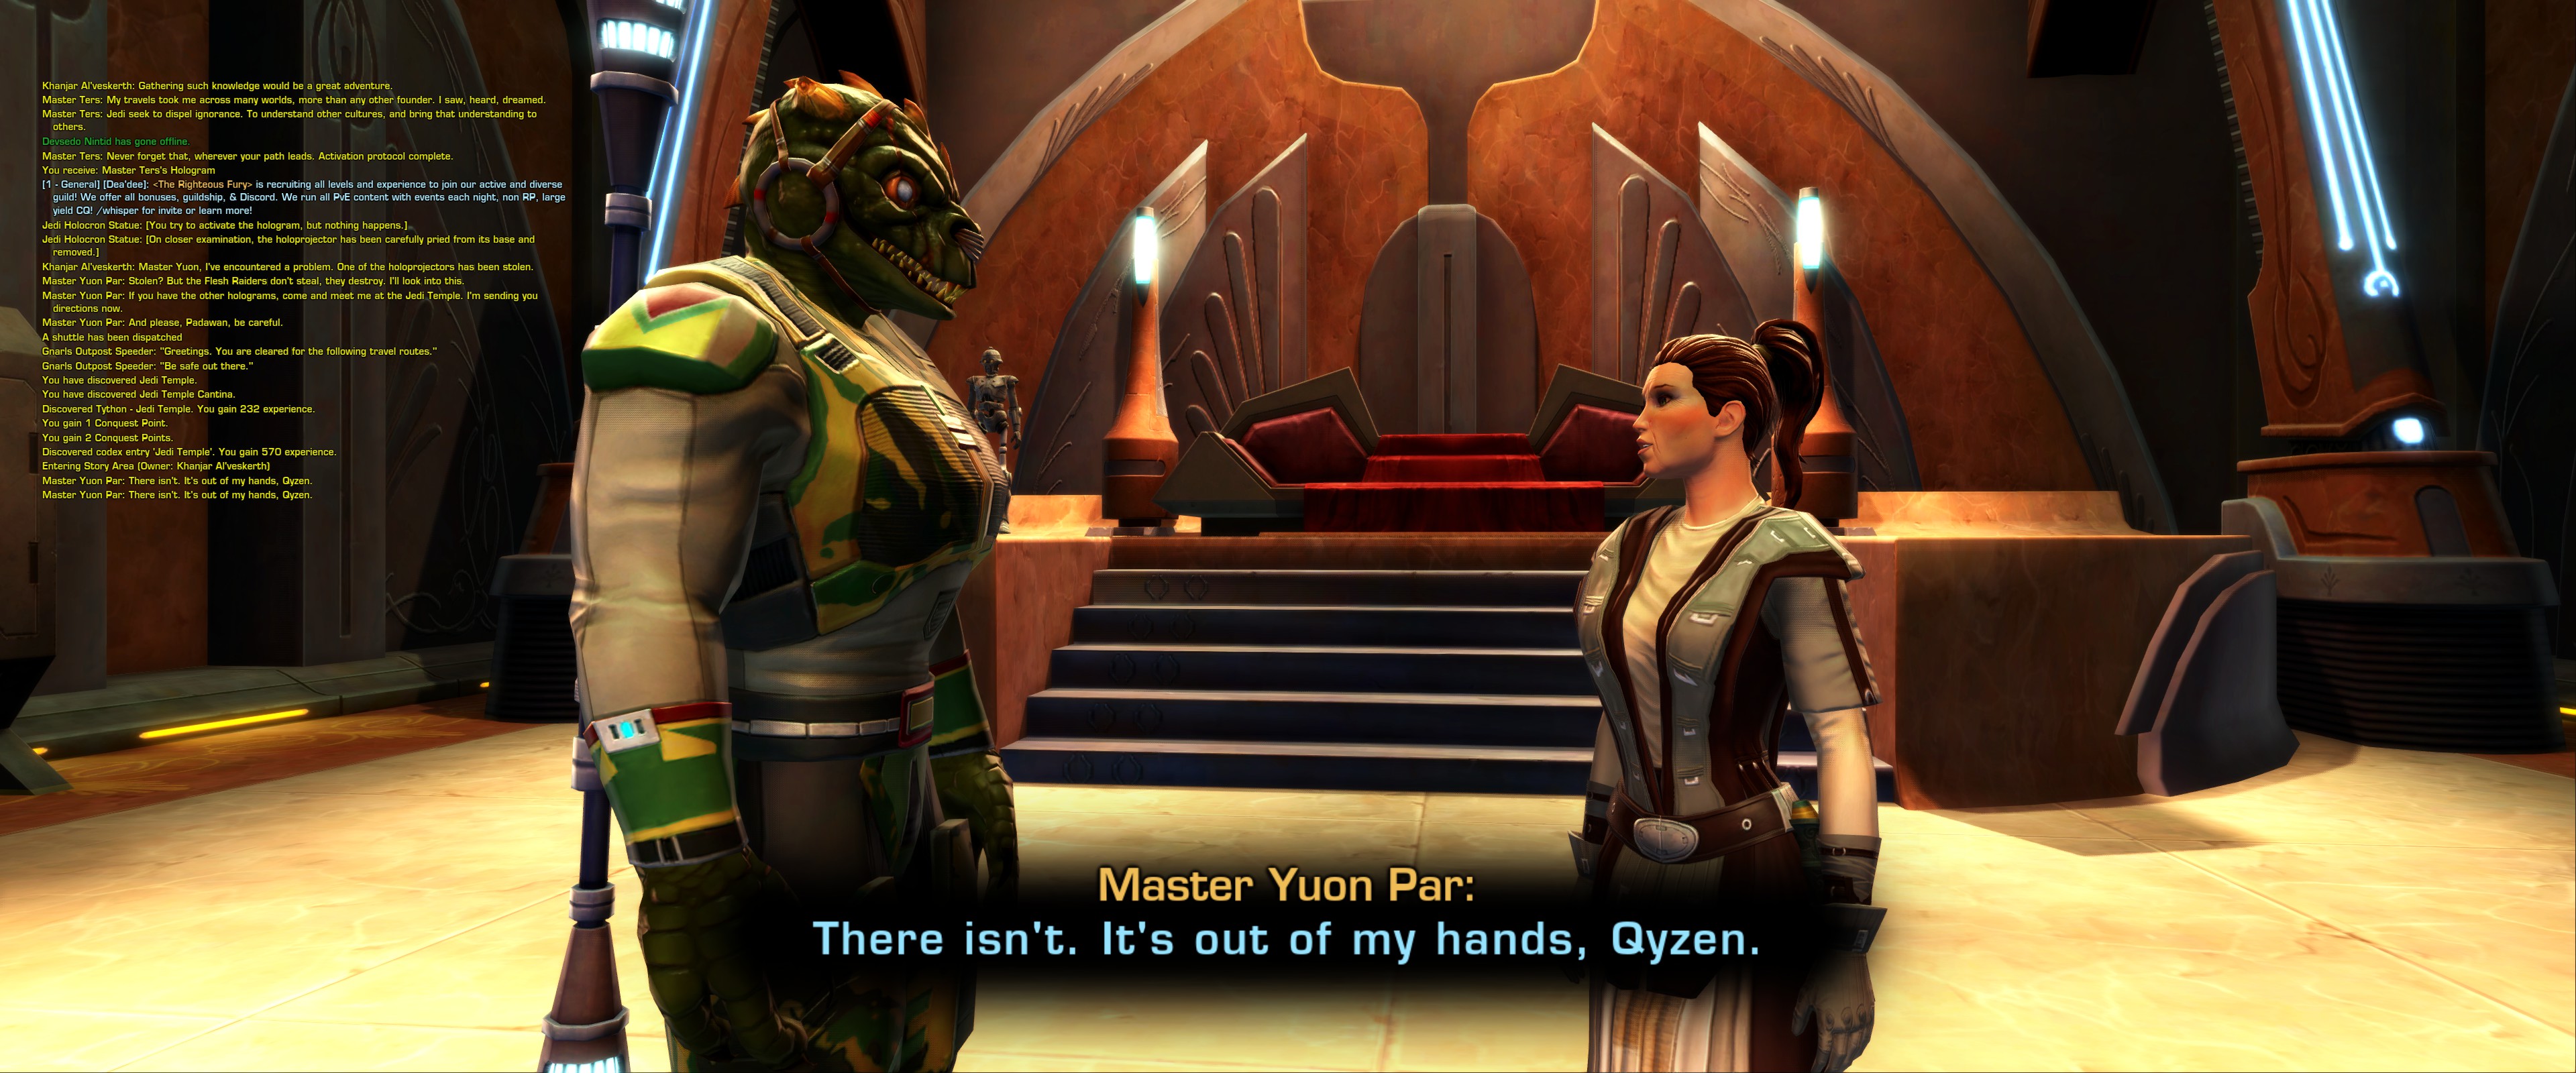 Khanjar Al'veskerth: Gathering such knowledge would be a great adventure.
Master Ters: My travels took me across many worlds, more than any other founder. I saw, heard, dreamed.
Master Ters: Jedi seek to dispel ignorance. To understand other cultures, and bring that understanding to
others.
Devsedo Nintid has gone offline.
Master Ters: Never forget that, wherever your path leads. Activation protocol complete.
You receive: Master Ters's Hologram
[1 - General] [Dea'dee]: <The Righteous Fury> is recruiting all levels and experience to join our active and diverse
guild! We offer all bonuses, guildship, & Discord. We run all PvE content with events each night, non RP, large
yield CQ! /whisper for invite or learn more!
Jedi Holocron Statue: [You try to activate the hologram, but nothing happens.]
Jedi Holocron Statue: [On closer examination, the holoprojector has been carefully pried from its base and
removed.]
Khanjar Al'veskerth: Master Yuon, I've encountered a problem. One of the holoprojectors has been stolen.
Master Yuon Par: Stolen? But the Flesh Raiders don't steal, they destroy. I'll look into this.
Master Yuon Par: If you have the other holograms, come and meet me at the Jedi Temple. I'm sending you
directions now.
Master Yuon Par: And please, Padawan, be careful.
A shuttle has been dispatched
Gnarls Outpost Speeder: "Greetings. You are cleared for the following travel routes."
Gnarls Outpost Speeder: "Be safe out there."
You have discovered Jedi Temple.
You have discovered Jedi Temple Cantina.
Discovered Tython - Jedi Temple. You gain 232 experience.
You gain 1 Conquest Point.
You gain 2 Conquest Points.
Discovered codex entry 'Jedi Temple'. You gain 570 experience.
Entering Story Area (Owner: Khanjar Al'veskerth)
Master Yuon Par: There isn't. It's out of my hands, Qyzen.
Master Yuon Par: There isn't. It's out of my hands, Qyzen.
Master Yuon Par:
There isn't. It's out of my hands, Qyzen.